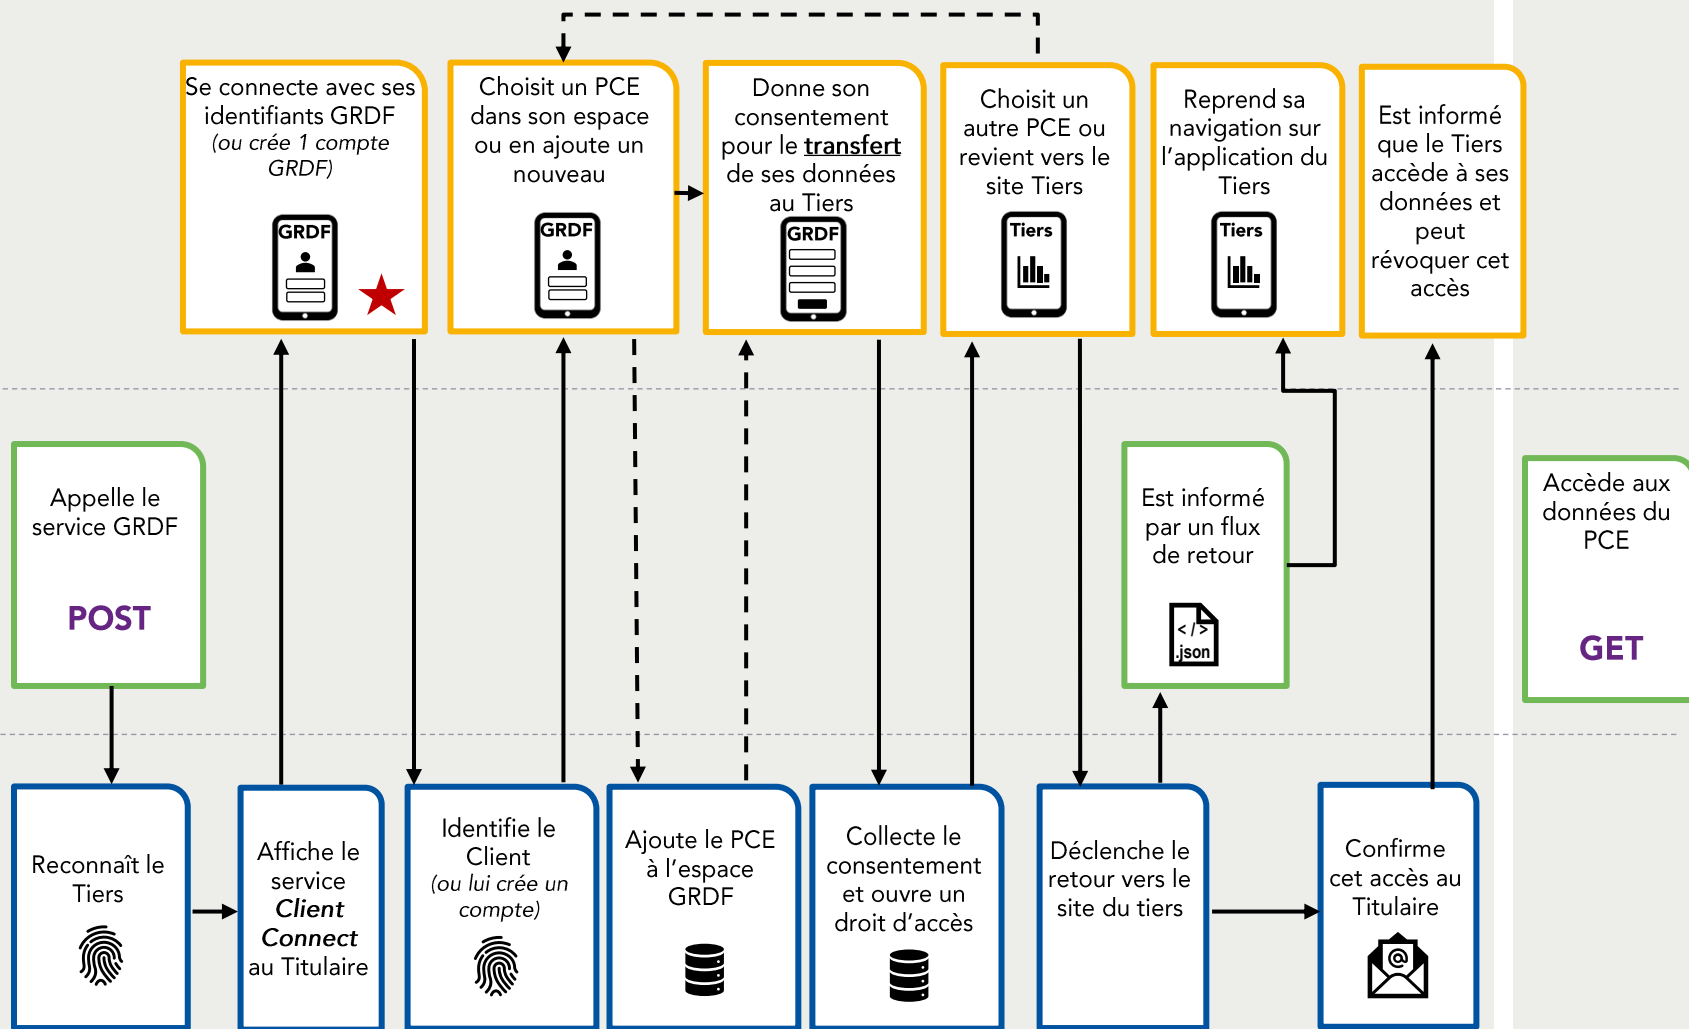 Se connecte avec ses
identifiants GRDF
(ou crée 1 compte
GRDF)
GRDF
Choisit un PCE
dans son espace
ou en ajoute un
nouveau
GRDF
Donne son
consentement
pour le transfert
de ses données
au Tiers
GRDF
Choisit un
autre PCE ou
revient vers le
site Tiers
Tiers
Reprend sa
navigation sur
l'application du
Tiers
Tiers
Est informé
que le Tiers
accède à ses
données et
peut
révoquer cet
accès
Appelle le
service GRDF
POST
Est informé
par un flux
de retour
</>
.json
Accède aux
données du
PCE
GET
Reconnaît le
Tiers
Affiche le
service
Client
Connect
au Titulaire
Identifie le
Client
(ou lui crée un
compte)
Ajoute le PCE
à l'espace
GRDF
Collecte le
consentement
et ouvre un
droit d'accès
Déclenche le
retour vers le
site du tiers
Confirme
cet accès au
Titulaire
@